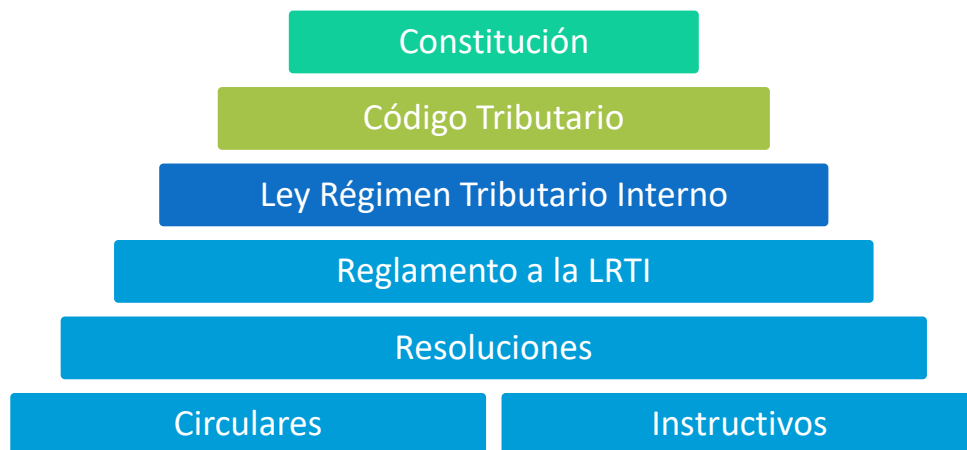 Constitución
Código Tributario
Ley Régimen Tributario Interno
Reglamento a la LRTI
Resoluciones
Circulares
Instructivos